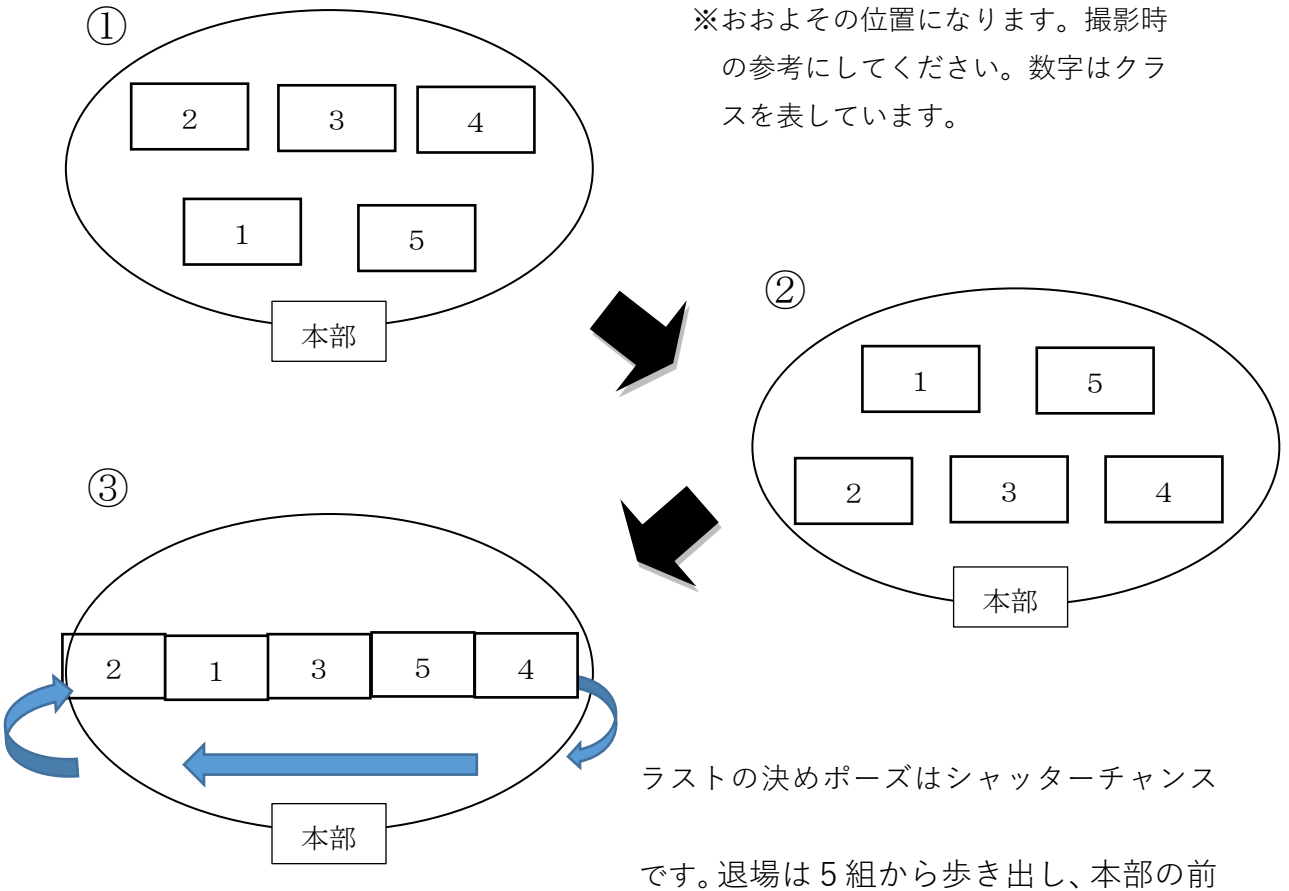 ①
※おおよその位置になります。撮影時
の参考にしてください。数字はクラ
スを表しています。
2 3 4
1 5
本部
②
1 5
2 3 4
本部
③
2 1 3 5 4
本部
ラストの決めポーズはシャッターチャンス
です。退場は5組から歩き出し、本部の前